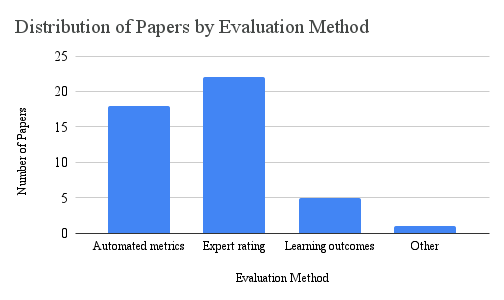 Distribution of Papers by Evaluation Method
25
20
15
10
5
0
Number of Papers
Automated metrics Expert rating Learning outcomes Other
Evaluation Method